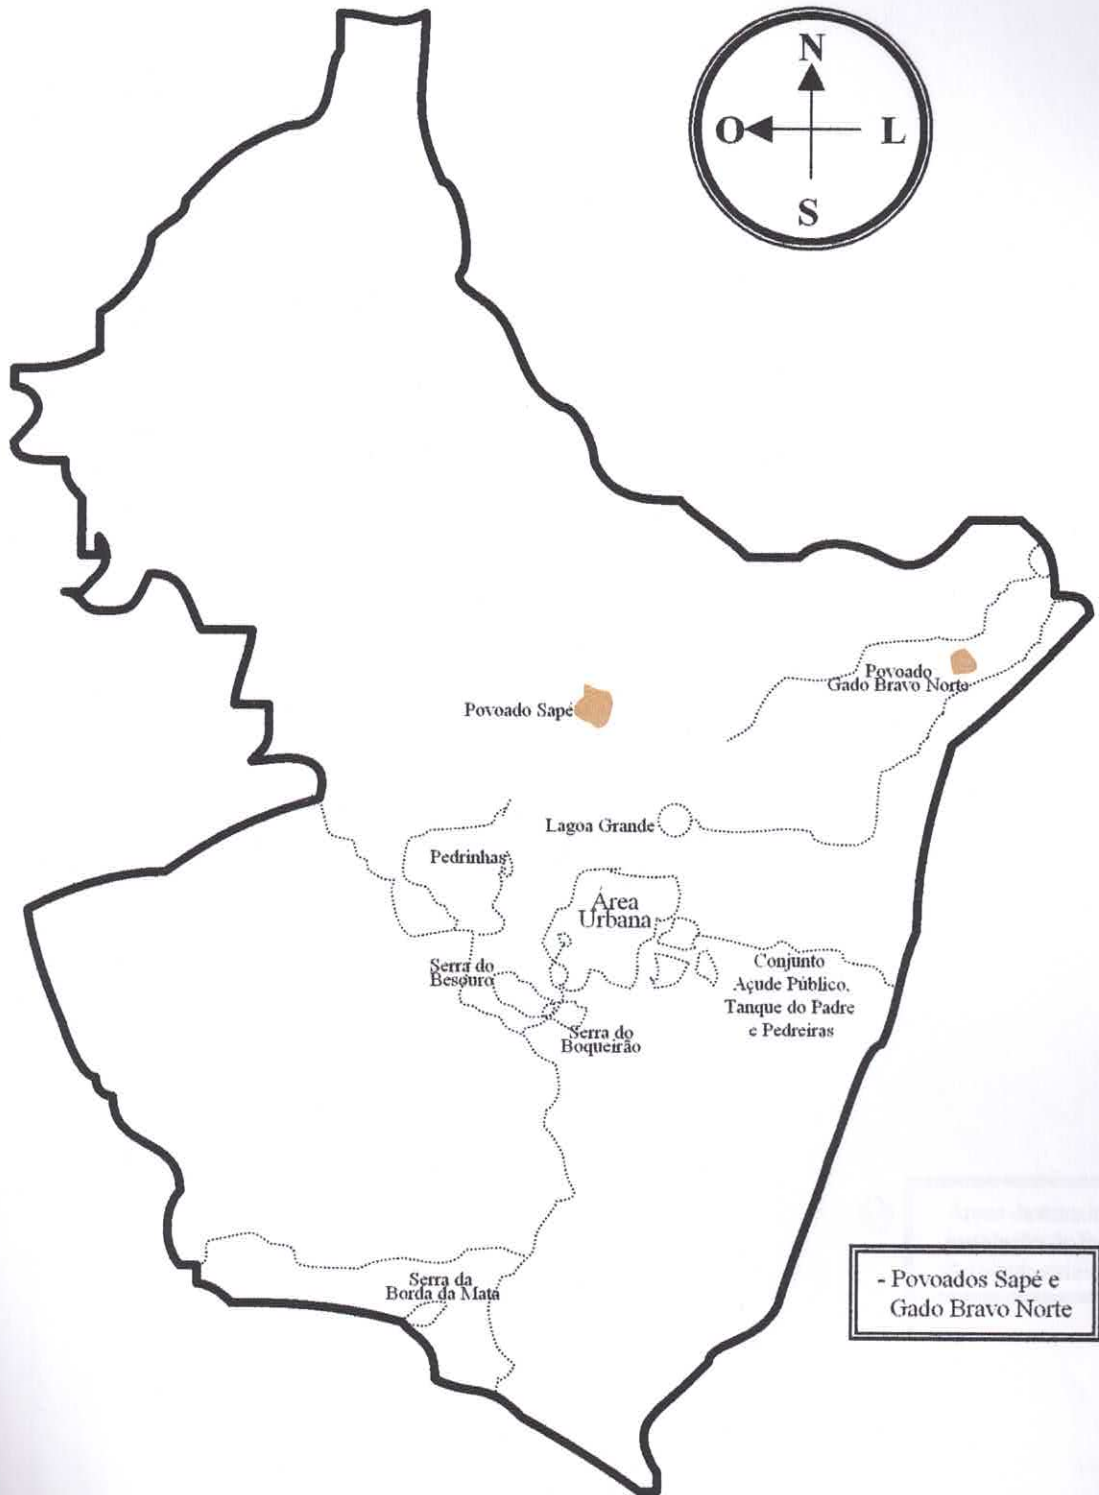 N
O L
S
Povoado
Gado Bravo Norte
Povoado Sapé
Lagoa Grande
Pedrinhas
Área
Urbana
Serra do
Besouro
Conjunto
Açude Público,
Tanque do Padre
e Pedreiras
Serra do
Boqueirão
Serra da
Borda da Mata
- Povoados Sapé e
Gado Bravo Norte